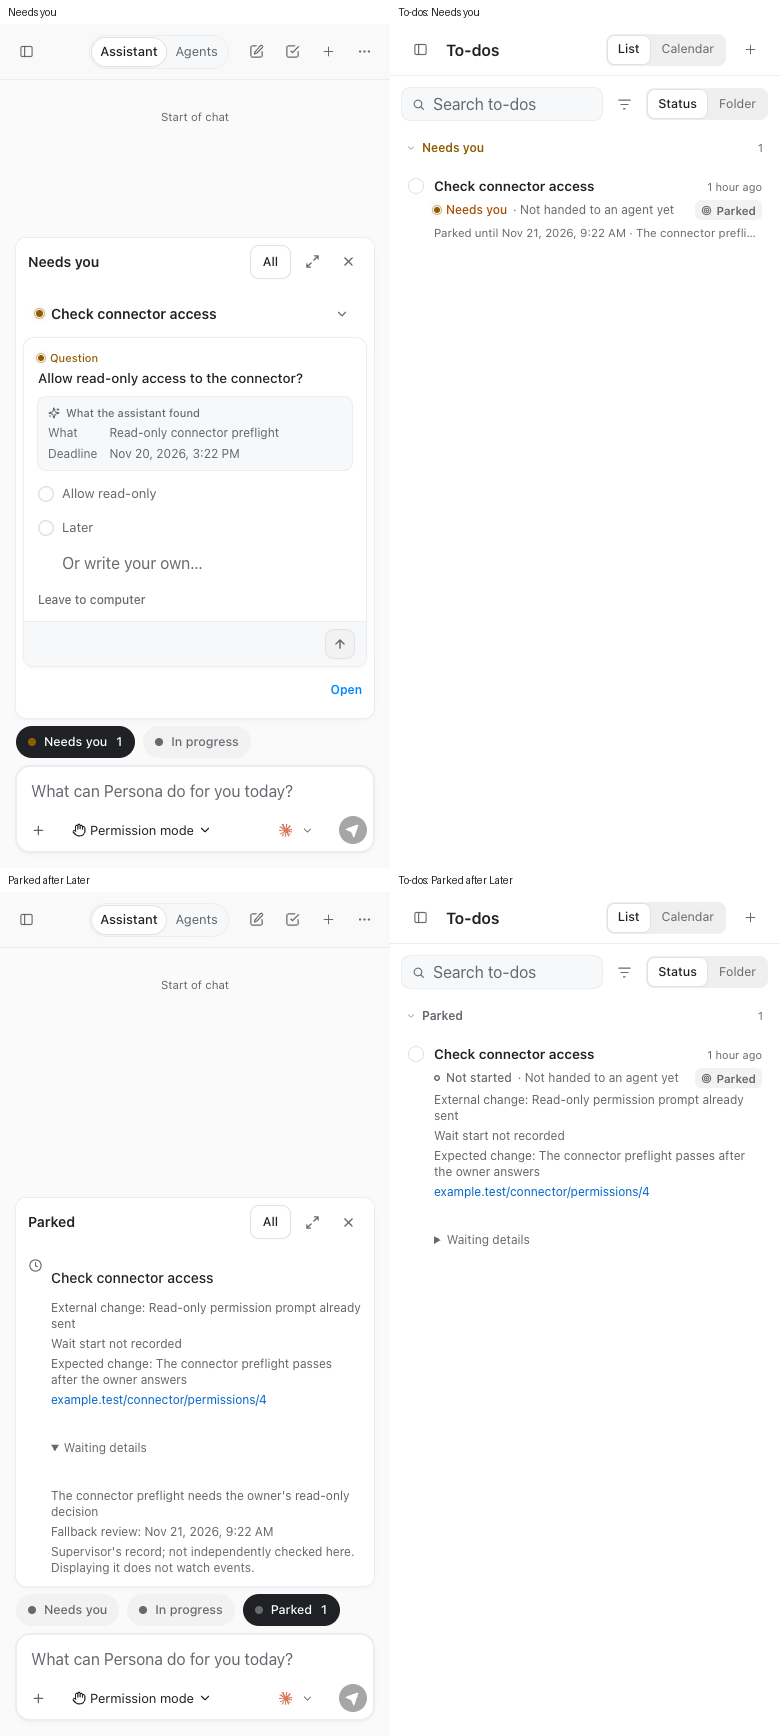 Needs you
Assistant
Agents
Start of chat
Needs you
All
Check connector access
Question
Allow read-only access to the connector?
What the assistant found
What Read-only connector preflight
Deadline Nov 20, 2026, 3:22 PM
Allow read-only
Later
Or write your own...
Leave to computer
Open
Needs you 1
In progress
What can Persona do for you today?
Permission mode
To-dos: Needs you
To-dos
List
Calendar
Search to-dos
Status
Folder
Needs you 1
Check connector access 1 hour ago
Needs you · Not handed to an agent yet Parked
Parked until Nov 21, 2026, 9:22 AM · The connector prefli...
Parked after Later
Assistant
Agents
Start of chat
Parked
All
Check connector access
External change: Read-only permission prompt already
sent
Wait start not recorded
Expected change: The connector preflight passes
after the owner answers
example.test/connector/permissions/4
Waiting details
The connector preflight needs the owner's read-only
decision
Fallback review: Nov 21, 2026, 9:22 AM
Supervisor's record; not independently checked here.
Displaying it does not watch events.
Needs you
In progress
Parked 1
What can Persona do for you today?
Permission mode
To-dos: Parked after Later
To-dos
List
Calendar
Search to-dos
Status
Folder
Parked 1
Check connector access 1 hour ago
Not started · Not handed to an agent yet Parked
External change: Read-only permission prompt already
sent
Wait start not recorded
Expected change: The connector preflight passes after
the owner answers
example.test/connector/permissions/4
Waiting details